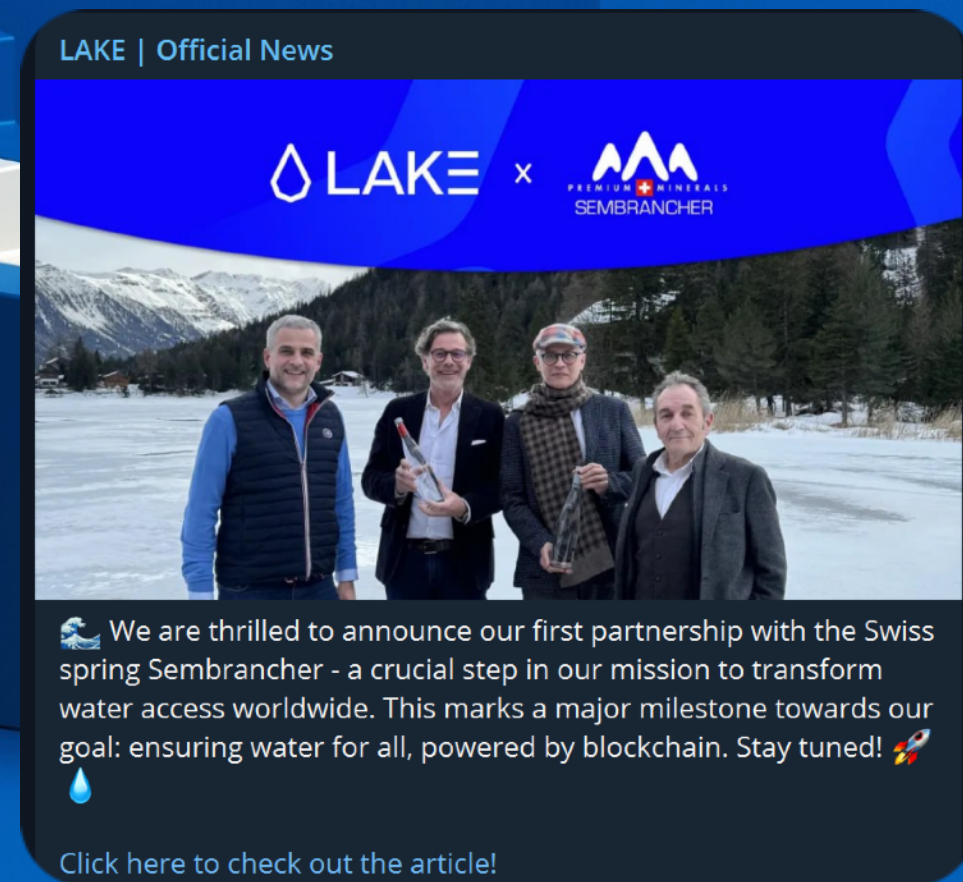 LAKE | Official News
LAKE x
PREMIUM MINERALS
SEMBRANCHER
🌊 We are thrilled to announce our first partnership with the Swiss
spring Sembrancher - a crucial step in our mission to transform
water access worldwide. This marks a major milestone towards our
goal: ensuring water for all, powered by blockchain. Stay tuned! 🚀
💧
Click here to check out the article!